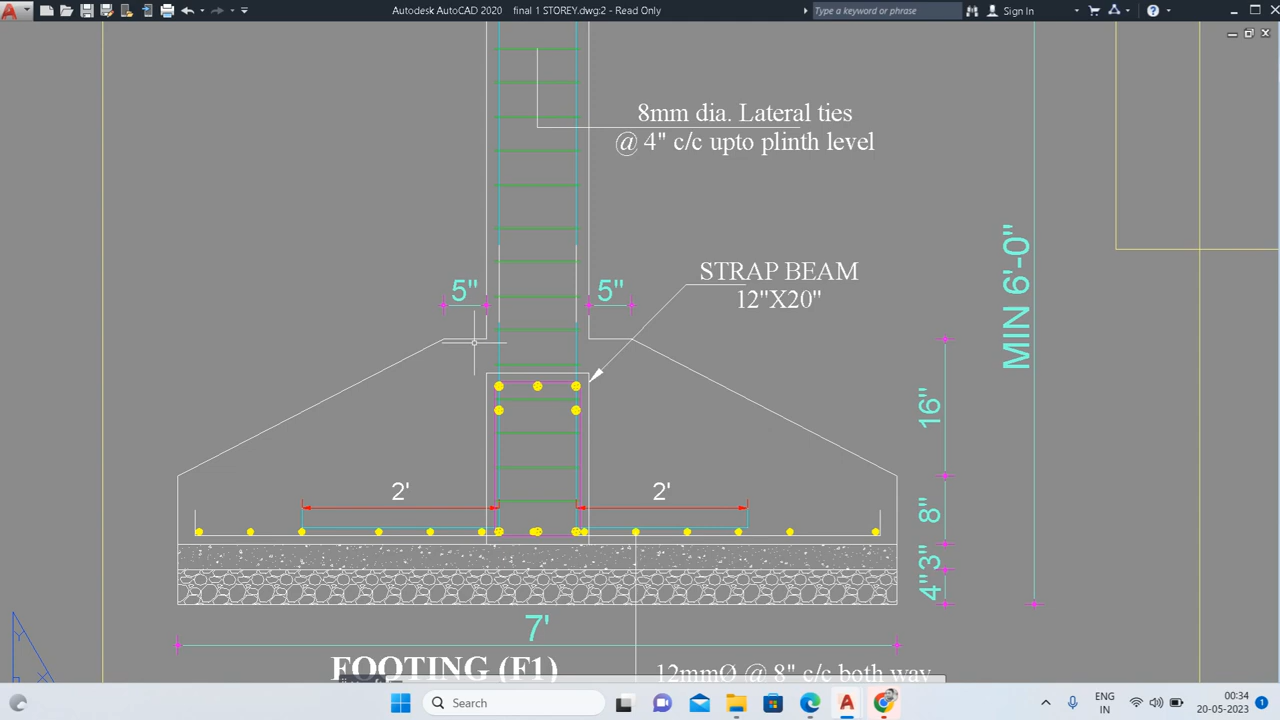 Autodesk AutoCAD 2020 final 1 STOREY.dwg:2 - Read Only
Type a keyword or phrase
Sign In
8mm dia. Lateral ties
@ 4" c/c upto plinth level
5"
5"
STRAP BEAM
12"X20"
MIN 6'-0"
16"
2'
2'
8"
3"
4"
7'
FOOTING (F1)
12mmØ @ 8" c/c both way
Y
X
Search
ENG
IN
00:34
20-05-2023
1